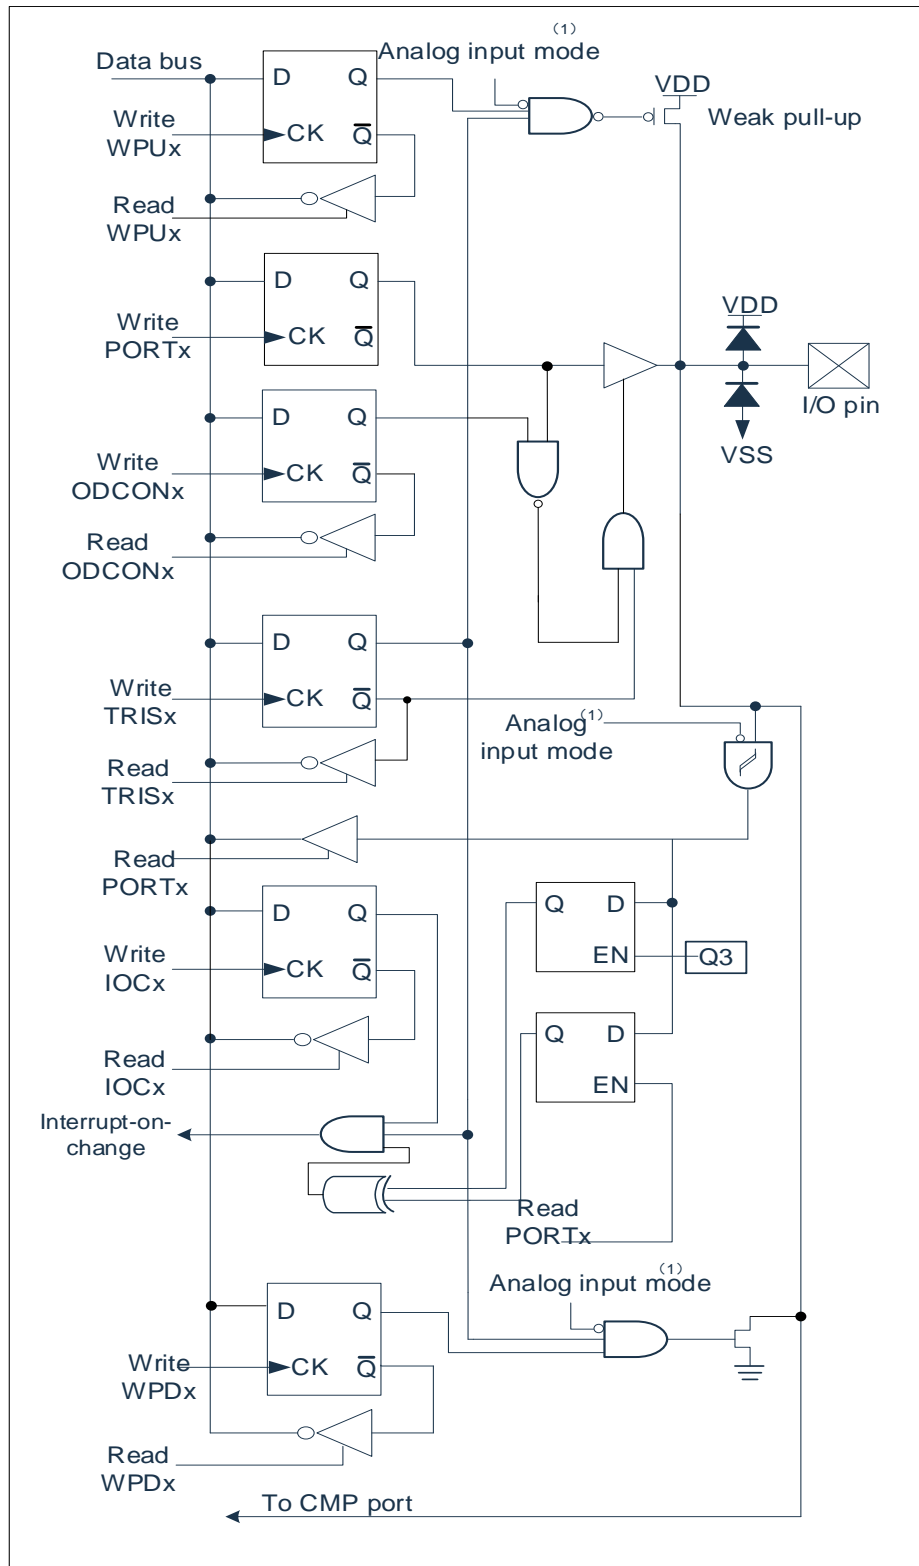 (1)
Analog input mode
Data bus
D
Q
VDD
Write
WPUx
CK
Q̅
Weak pull-up
Read
WPUx
D
Q
Write
PORTx
CK
Q̅
VDD
I/O pin
VSS
D
Q
Write
ODCONx
CK
Q̅
Read
ODCONx
D
Q
Write
TRISx
CK
Q̅
Analog(1)
input mode
Read
TRISx
Read
PORTx
D
Q
Q
D
Write
IOCx
CK
Q̅
EN
Q3
Q
D
Read
IOCx
EN
Interrupt-on-
change
Read
PORTx
(1)
Analog input mode
D
Q
Write
WPDx
CK
Q̅
Read
WPDx
To CMP port